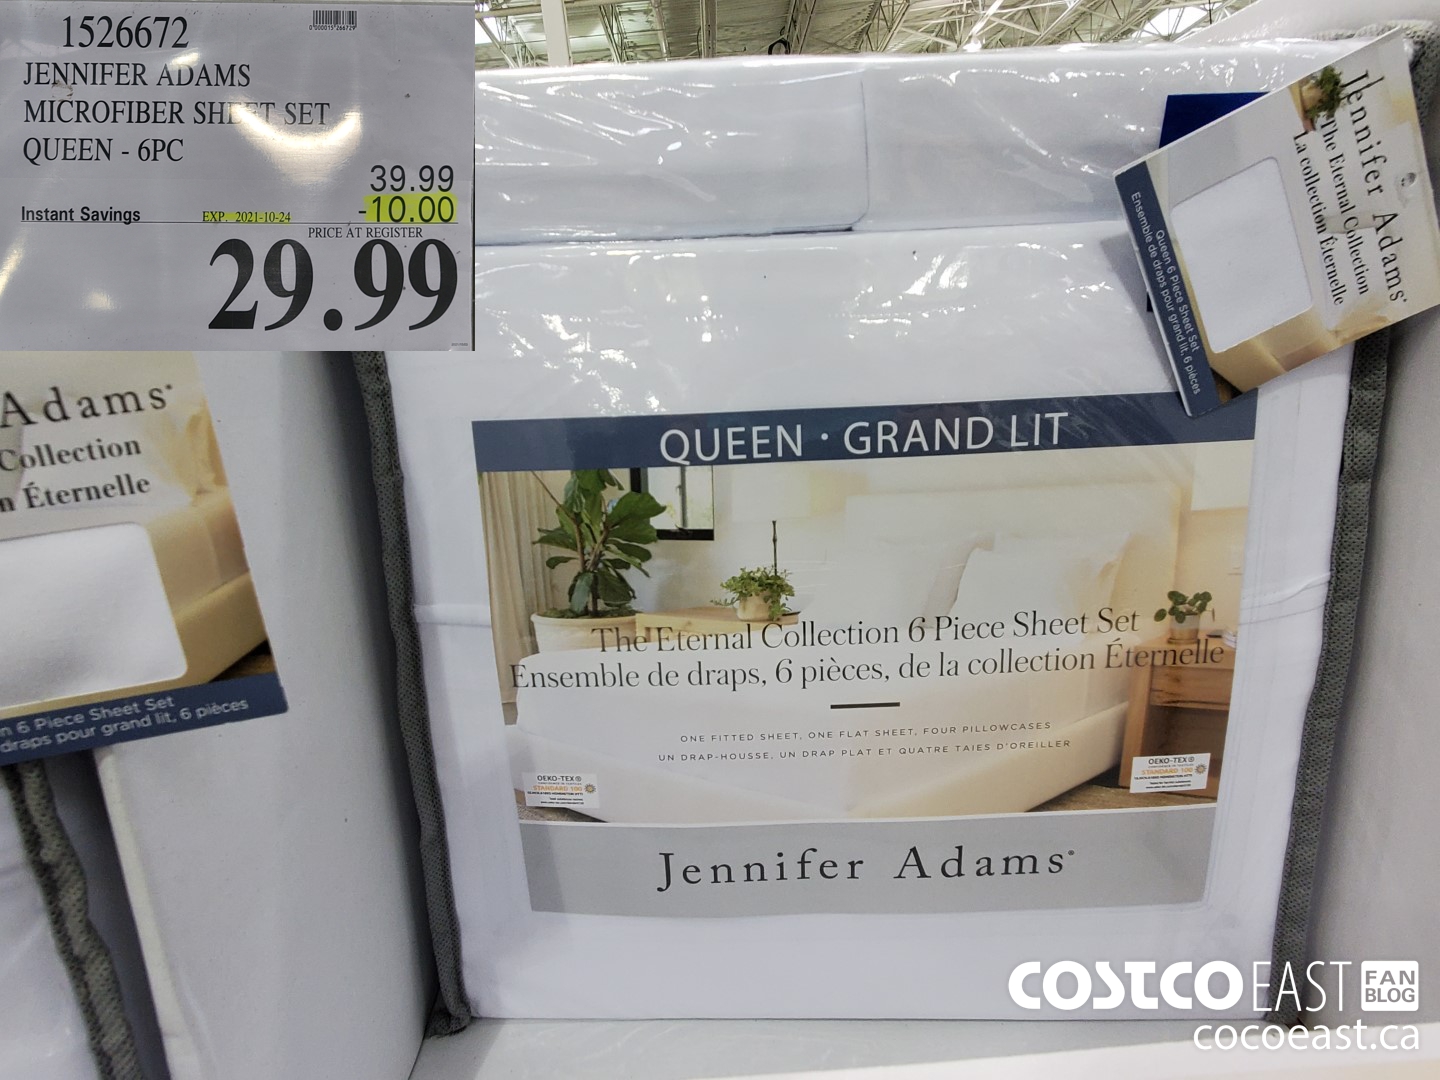 1526672
JENNIFER ADAMS
MICROFIBER SHEET SET
QUEEN - 6PC
39.99
Instant Savings EXP. 2021-10-24 -10.00
PRICE AT REGISTER
29.99
Adams®
Collection
n Éternelle
n 6 Piece Sheet Set
draps pour grand lit, 6 pièces
Jennifer Adams®
The Eternal Collection
La collection Éternelle
Queen 6 Piece Sheet Set
Ensemble de draps pour grand lit, 6 pièces
QUEEN · GRAND LIT
The Eternal Collection 6 Piece Sheet Set
Ensemble de draps, 6 pièces, de la collection Éternelle
ONE FITTED SHEET, ONE FLAT SHEET, FOUR PILLOWCASES
UN DRAP-HOUSSE, UN DRAP PLAT ET QUATRE TAIES D'OREILLER
OEKO-TEX®
STANDARD 100
OEKO-TEX®
STANDARD 100
Jennifer Adams®
COSTCO EAST FAN BLOG
cocoeast.ca